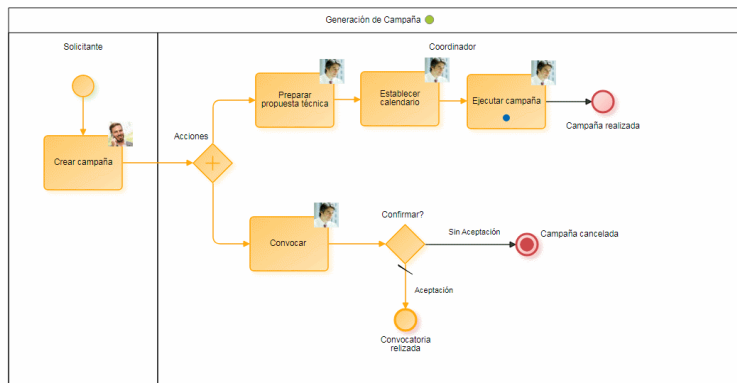 Generación de Campaña
Solicitante
Coordinador
Preparar
propuesta técnica
Establecer
calendario
Ejecutar campaña
Campaña realizada
Acciones
Crear campaña
Convocar
Confirmar?
Sin Aceptación
Campaña cancelada
Aceptación
Convocatoria
relizada